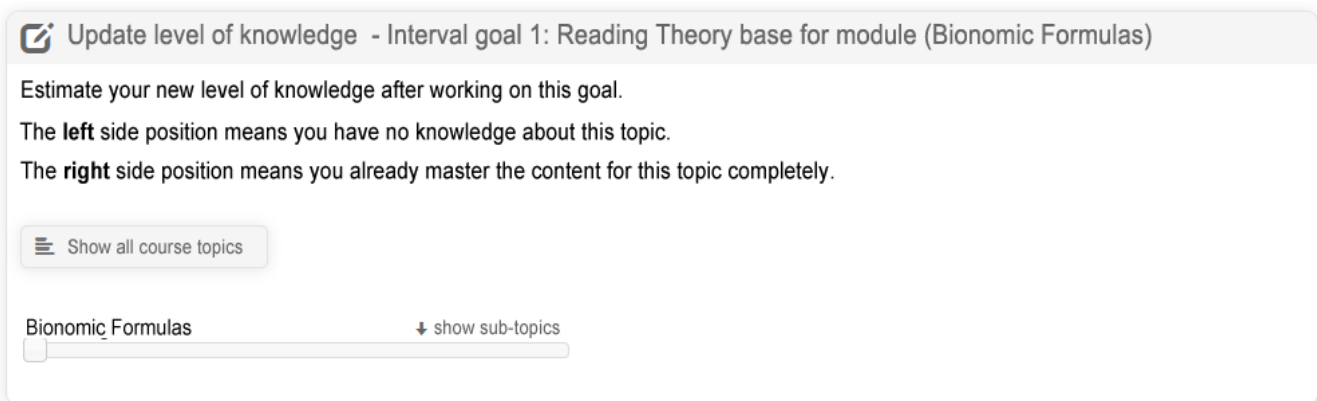 Update level of knowledge - Interval goal 1: Reading Theory base for module (Bionomic Formulas)
Estimate your new level of knowledge after working on this goal.
The left side position means you have no knowledge about this topic.
The right side position means you already master the content for this topic completely.
Show all course topics
Bionomic Formulas show sub-topics